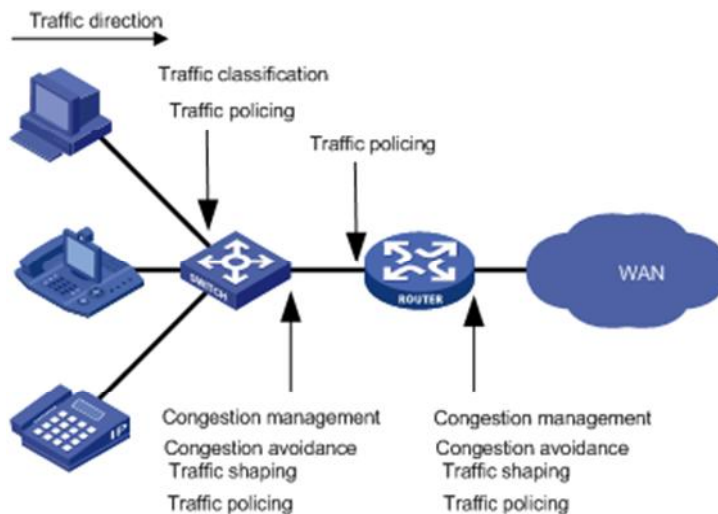 Traffic direction
Traffic classification
Traffic policing
Traffic policing
SWITCH
ROUTER
WAN
IP
Congestion management
Congestion avoidance
Traffic shaping
Traffic policing
Congestion management
Congestion avoidance
Traffic shaping
Traffic policing